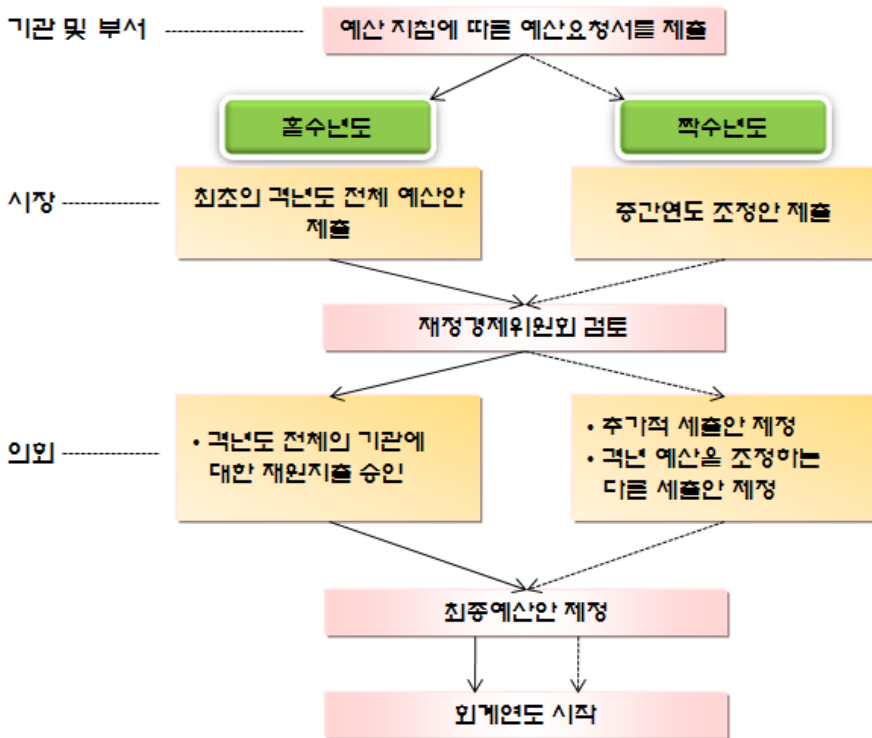 기관 및 부서
예산 지침에 따른 예산요청서를 제출
홀수년도
짝수년도
시장
최초의 격년도 전체 예산안
제출
중간연도 조정안 제출
재정경제위원회 검토
의회
• 격년도 전체의 기관에
대한 재원지출 승인
• 추가적 세출안 제정
• 격년 예산을 조정하는
다른 세출안 제정
최종예산안 제정
회계연도 시작